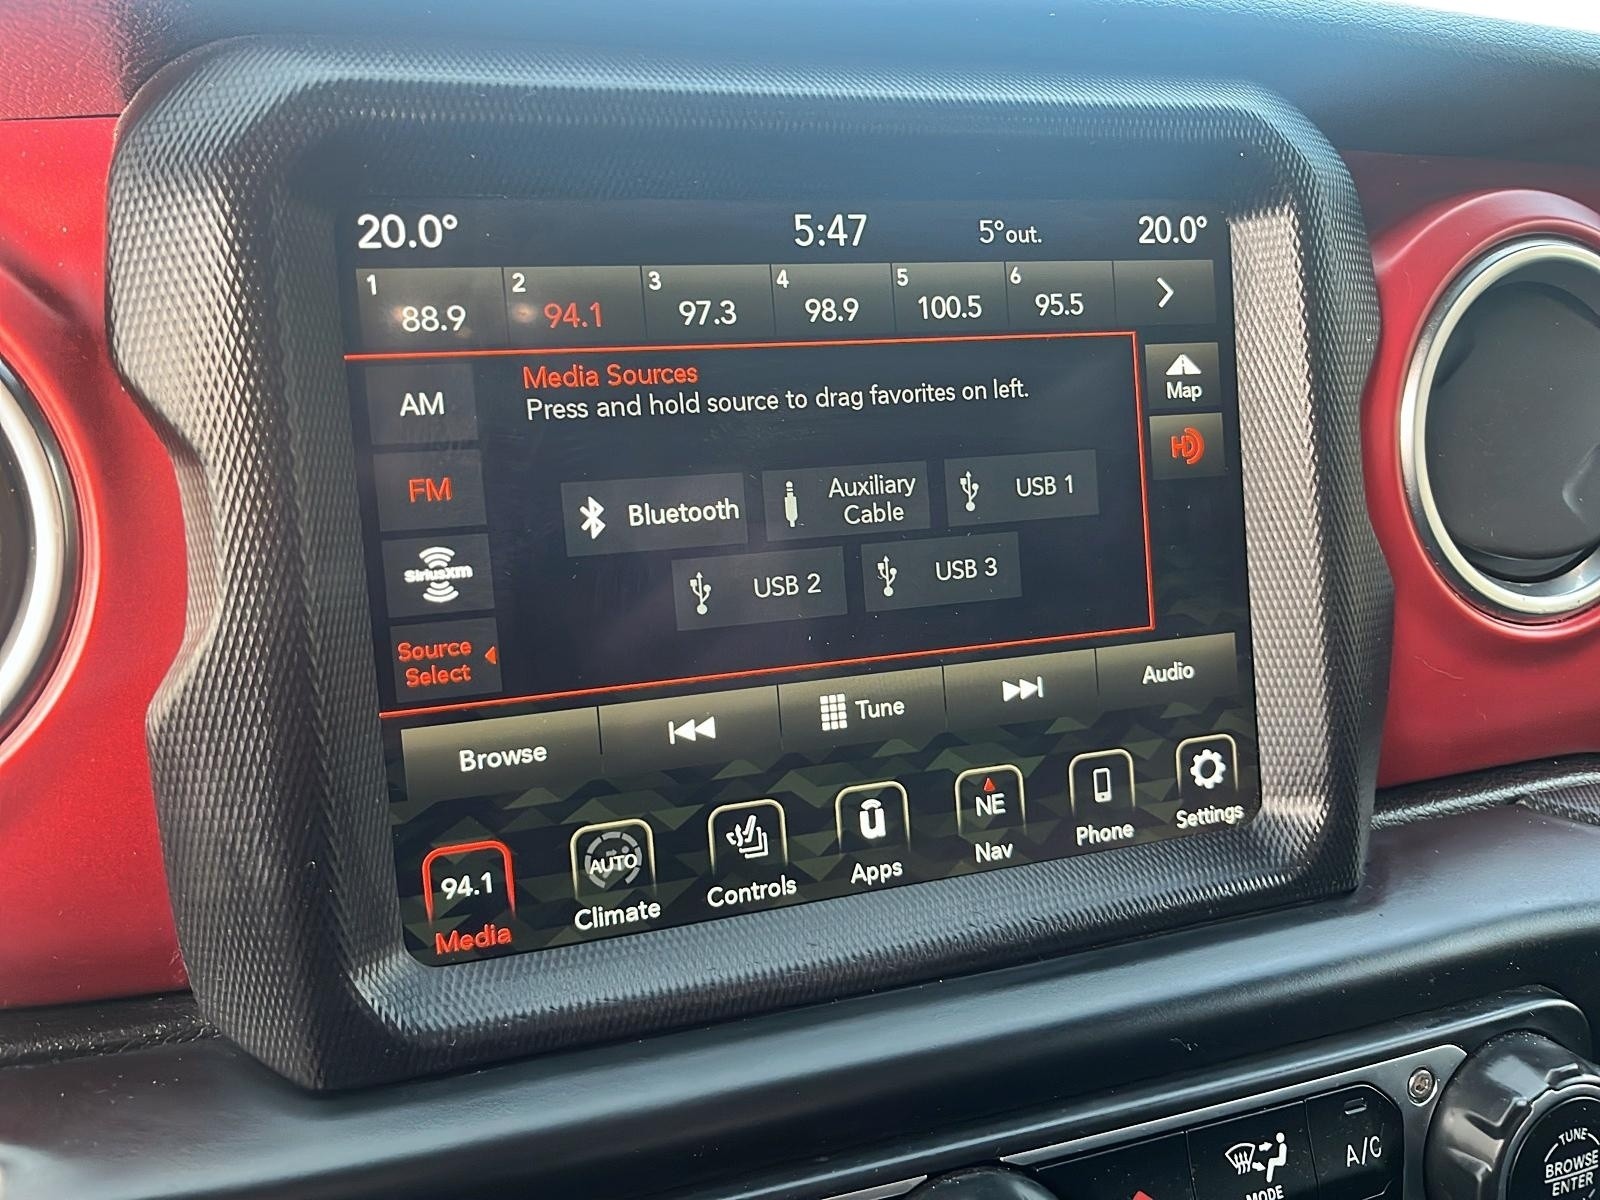 20.0°
5:47
5° out.
20.0°
1
88.9
2
94.1
3
97.3
4
98.9
5
100.5
6
95.5
Media Sources
Press and hold source to drag favorites on left.
AM
FM
SiriusXM
Source
Select
Bluetooth
Auxiliary
Cable
USB 1
USB 2
USB 3
Map
HD
Browse
Tune
Audio
94.1
Media
AUTO
Climate
Controls
Apps
NE
Nav
Phone
Settings
MODE
A/C
TUNE
BROWSE
ENTER